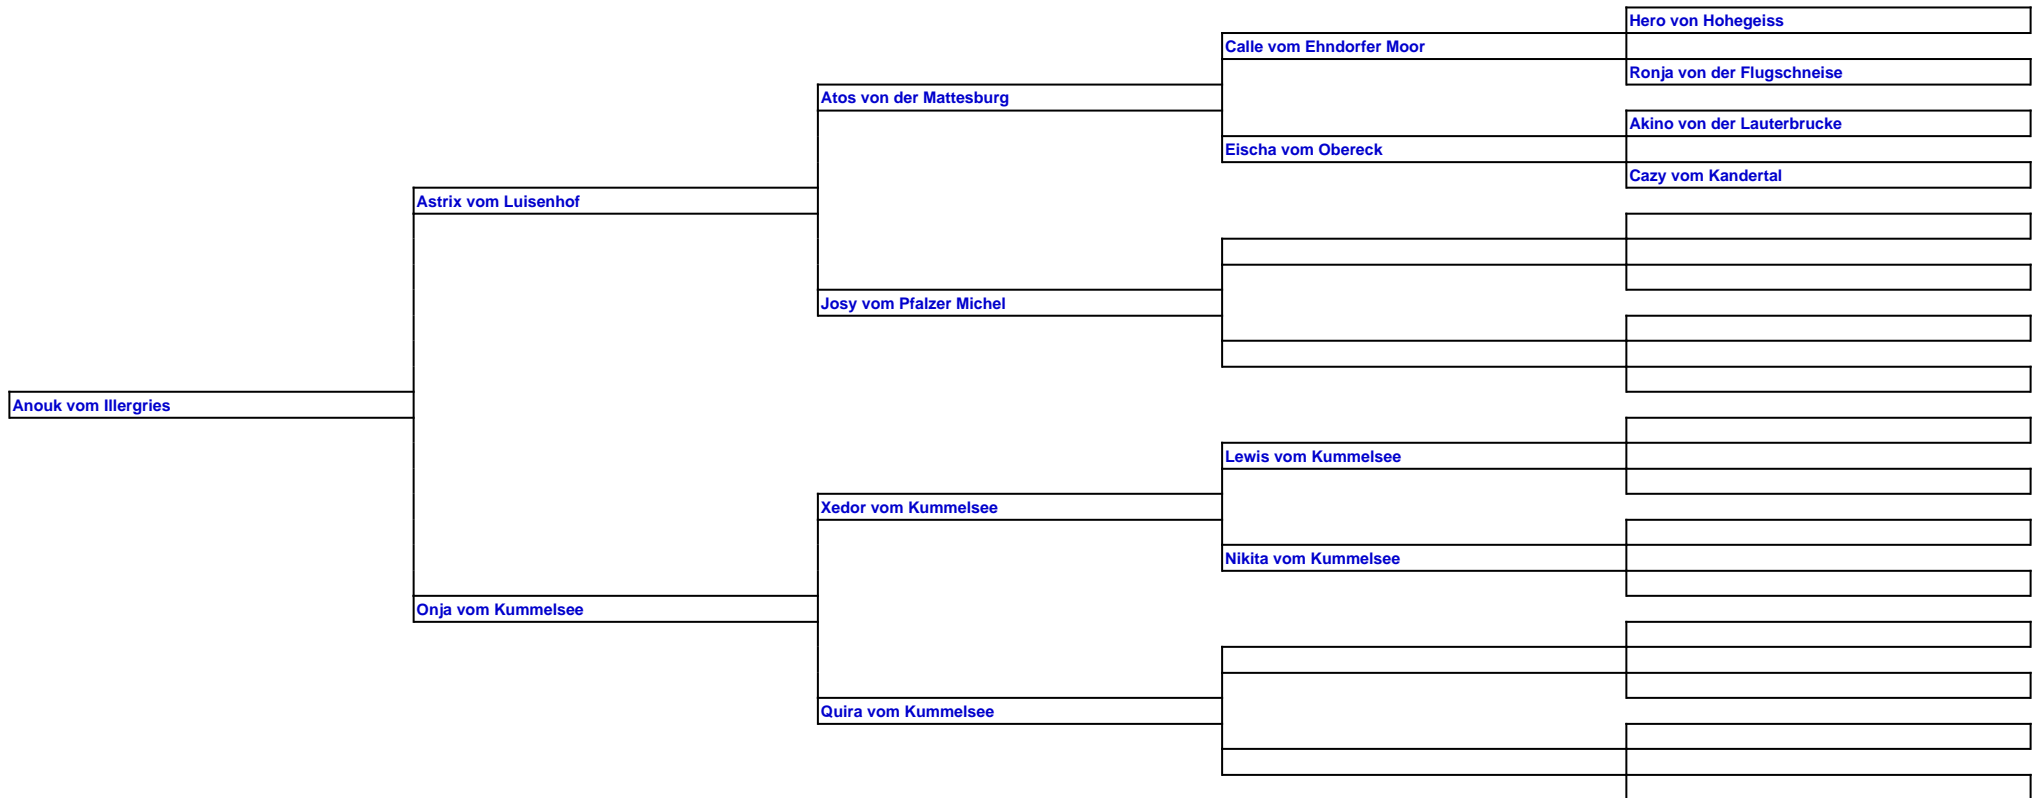 Hero von Hohegeiss
Calle vom Ehndorfer Moor
Ronja von der Flugschneise
Atos von der Mattesburg
Akino von der Lauterbrucke
Eischa vom Obereck
Cazy vom Kandertal
Astrix vom Luisenhof
Josy vom Pfalzer Michel
Anouk vom Illergries
Lewis vom Kummelsee
Xedor vom Kummelsee
Nikita vom Kummelsee
Onja vom Kummelsee
Quira vom Kummelsee